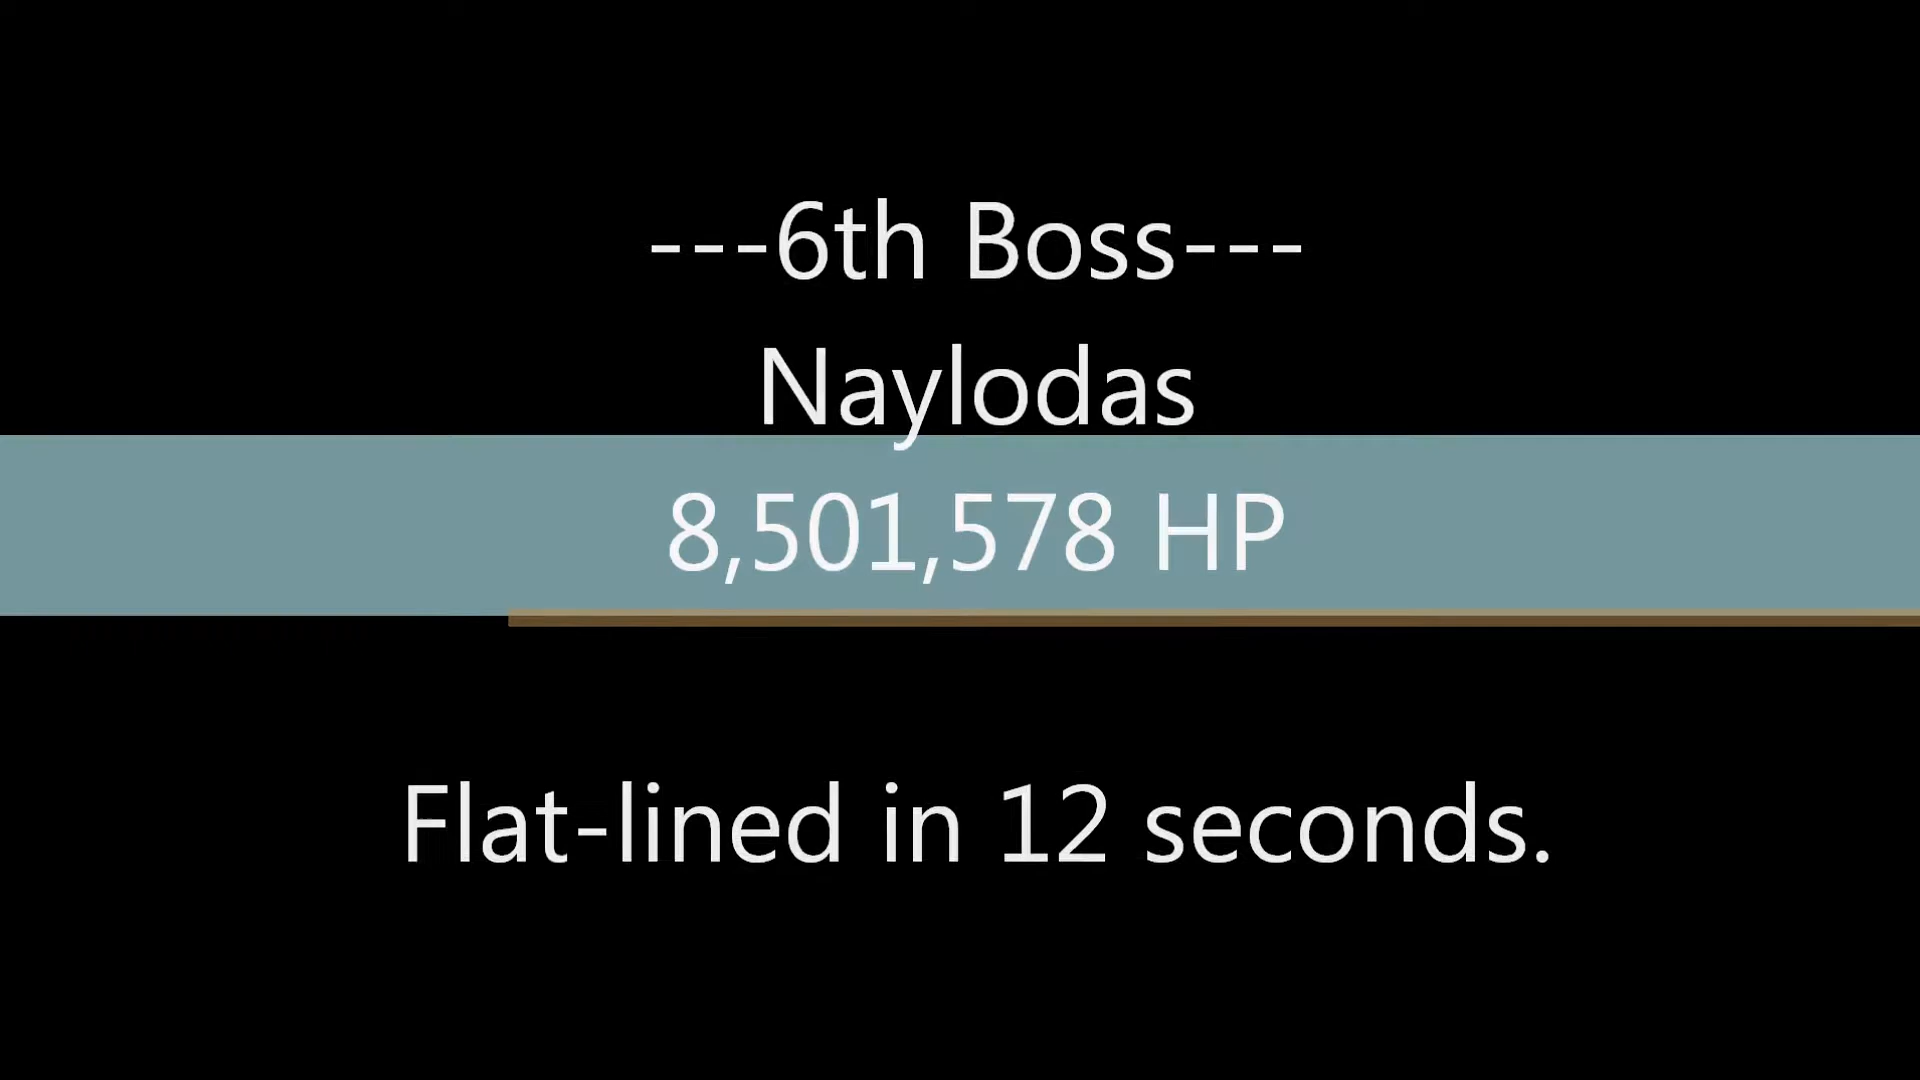 ---6th Boss---
Naylodas
8,501,578 HP
Flat-lined in 12 seconds.